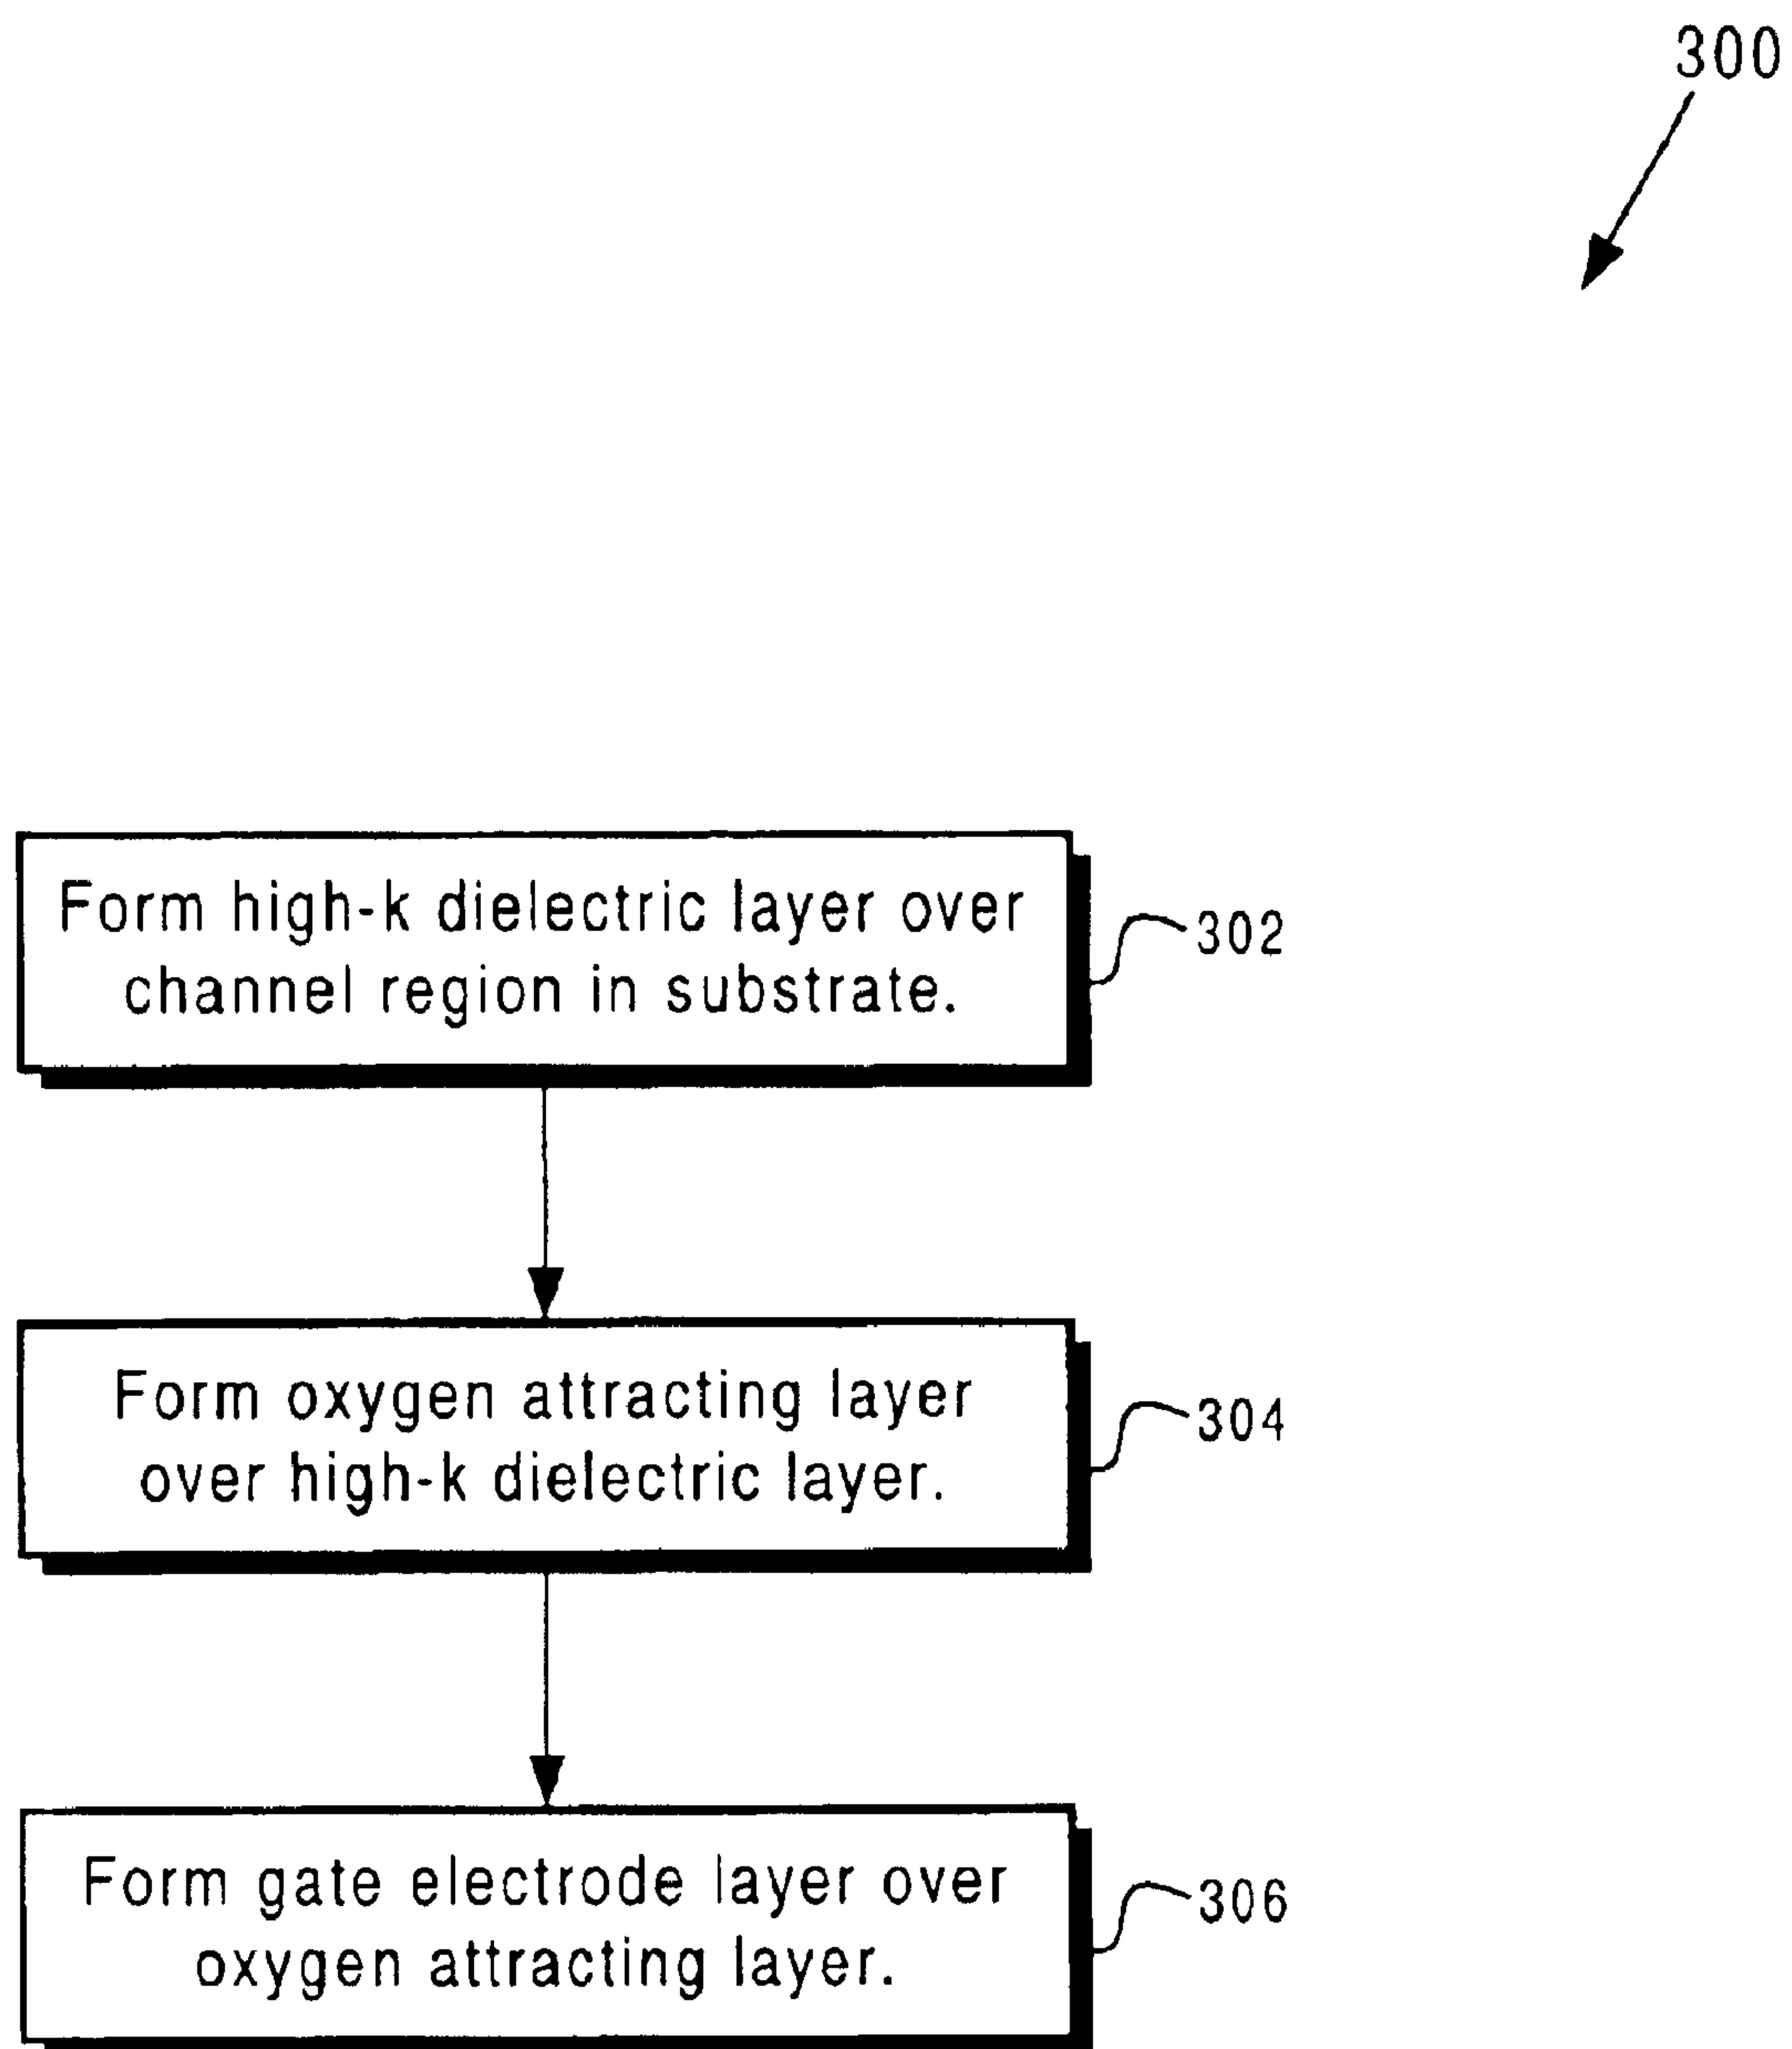 300
Form high-k dielectric layer over
channel region in substrate.
302
Form oxygen attracting layer
over high-k dielectric layer.
304
Form gate electrode layer over
oxygen attracting layer.
306